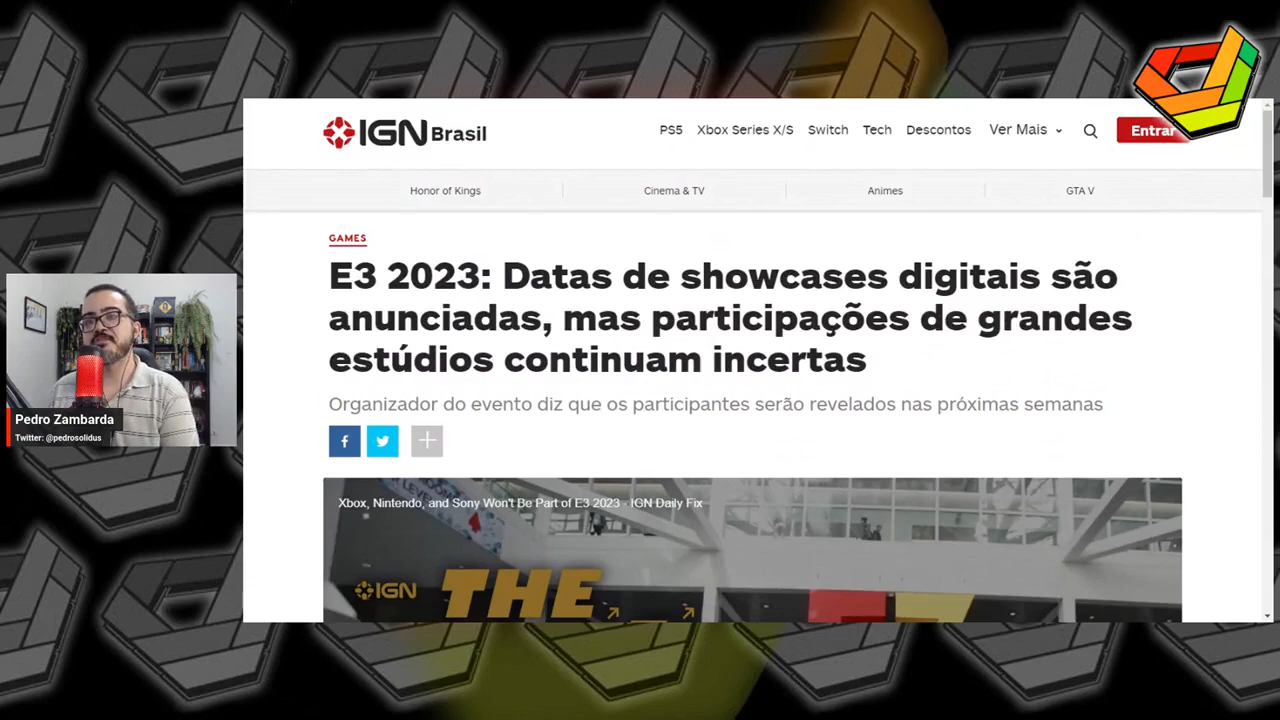 IGN Brasil
PS5 Xbox Series X/S Switch Tech Descontos Ver Mais Entrar
Honor of Kings Cinema & TV Animes GTA V
GAMES
E3 2023: Datas de showcases digitais são
anunciadas, mas participações de grandes
estúdios continuam incertas
Organizador do evento diz que os participantes serão revelados nas próximas semanas
Pedro Zambarda
Twitter: @pedrosolidus
Xbox, Nintendo, and Sony Won't Be Part of E3 2023 - IGN Daily Fix
IGN THE